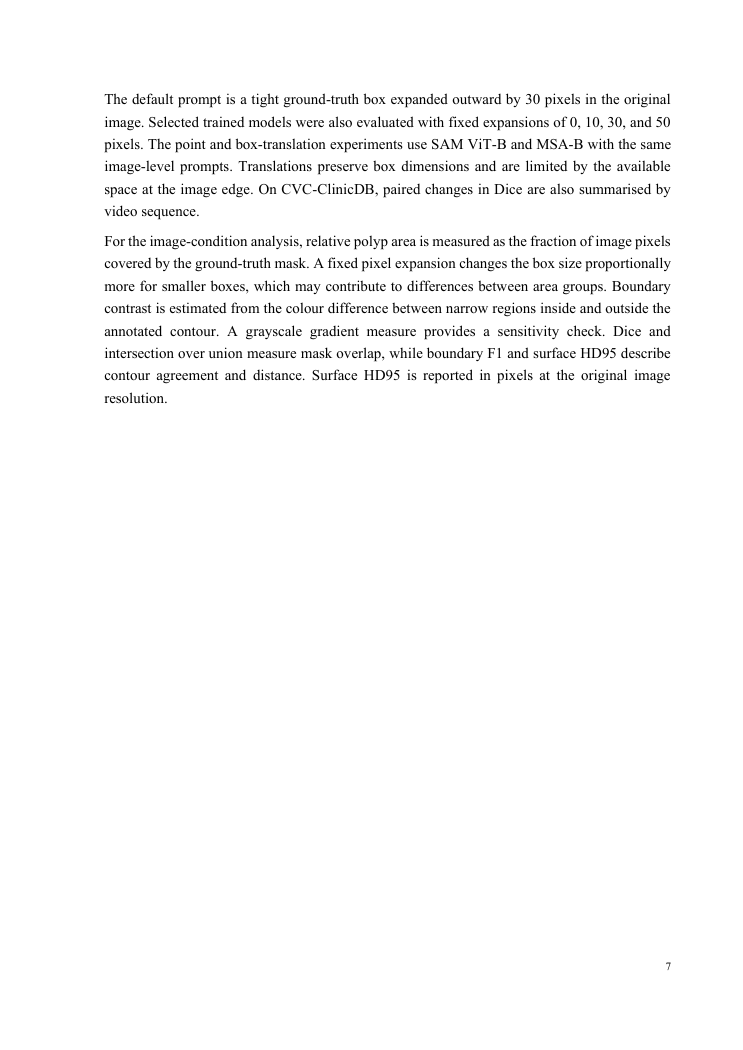 The default prompt is a tight ground-truth box expanded outward by 30 pixels in the original
image. Selected trained models were also evaluated with fixed expansions of 0, 10, 30, and 50
pixels. The point and box-translation experiments use SAM ViT-B and MSA-B with the same
image-level prompts. Translations preserve box dimensions and are limited by the available
space at the image edge. On CVC-ClinicDB, paired changes in Dice are also summarised by
video sequence.
For the image-condition analysis, relative polyp area is measured as the fraction of image pixels
covered by the ground-truth mask. A fixed pixel expansion changes the box size proportionally
more for smaller boxes, which may contribute to differences between area groups. Boundary
contrast is estimated from the colour difference between narrow regions inside and outside the
annotated contour. A grayscale gradient measure provides a sensitivity check. Dice and
intersection over union measure mask overlap, while boundary F1 and surface HD95 describe
contour agreement and distance. Surface HD95 is reported in pixels at the original image
resolution.
7